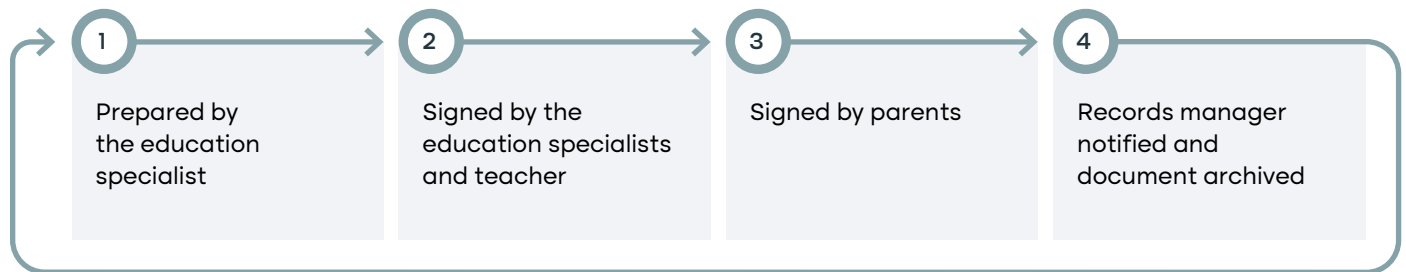 1
Prepared by
the education
specialist
2
Signed by the
education specialists
and teacher
3
Signed by parents
4
Records manager
notified and
document archived